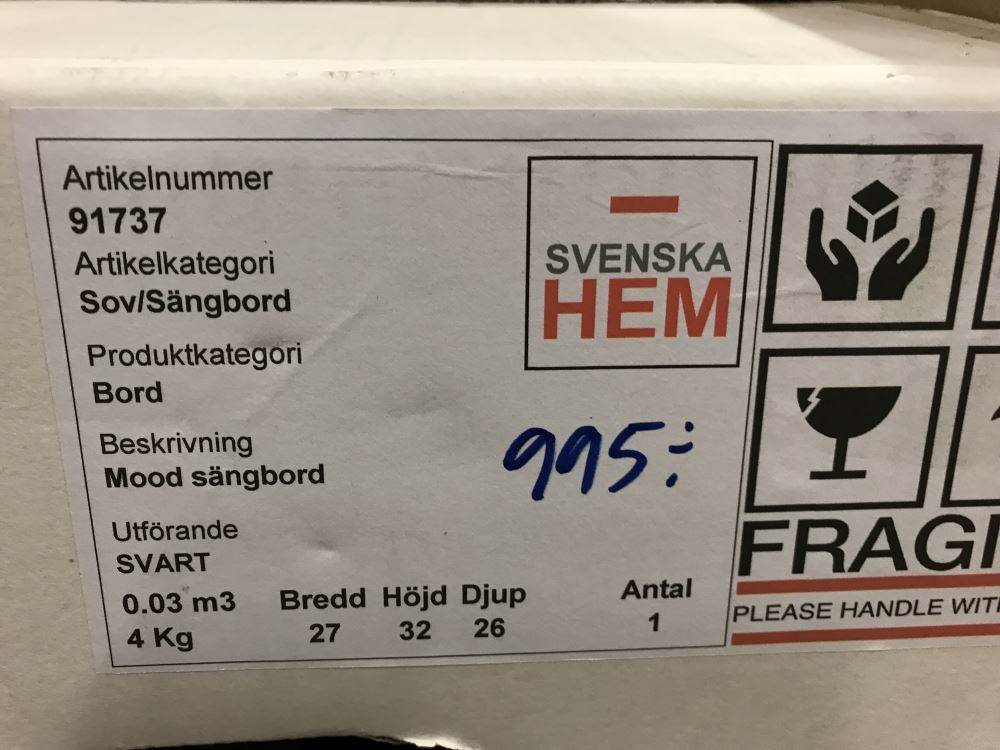 Artikelnummer
91737
Artikelkategori
Sov/Sängbord
Produktkategori
Bord
Beskrivning
Mood sängbord
Utförande
SVART
0.03 m3 Bredd Höjd Djup Antal
4 Kg 27 32 26 1
SVENSKA
HEM
995:-
FRAGI
PLEASE HANDLE WIT